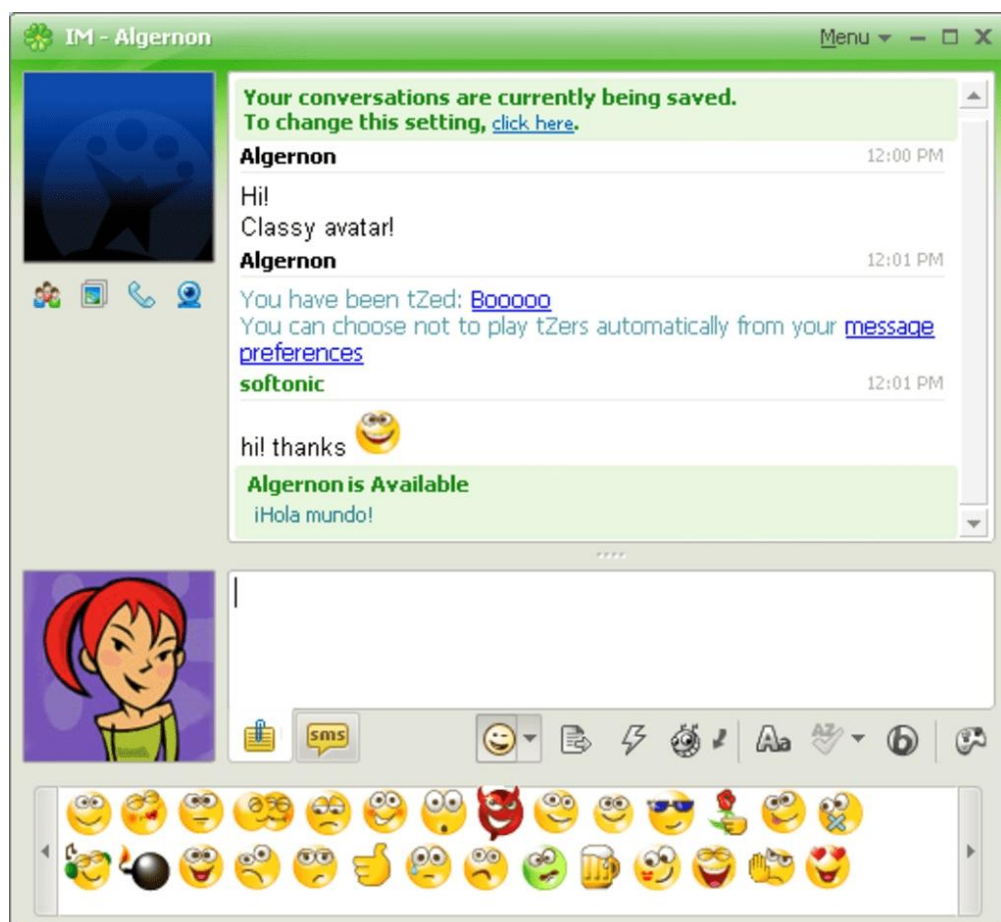 IM - Algernon
Menu
Your conversations are currently being saved.
To change this setting, click here.
Algernon 12:00 PM
Hi!
Classy avatar!
Algernon 12:01 PM
You have been tZed: Booooo
You can choose not to play tZers automatically from your message
preferences
softonic 12:01 PM
hi! thanks
Algernon is Available
¡Hola mundo!
sms
Aa AZ b